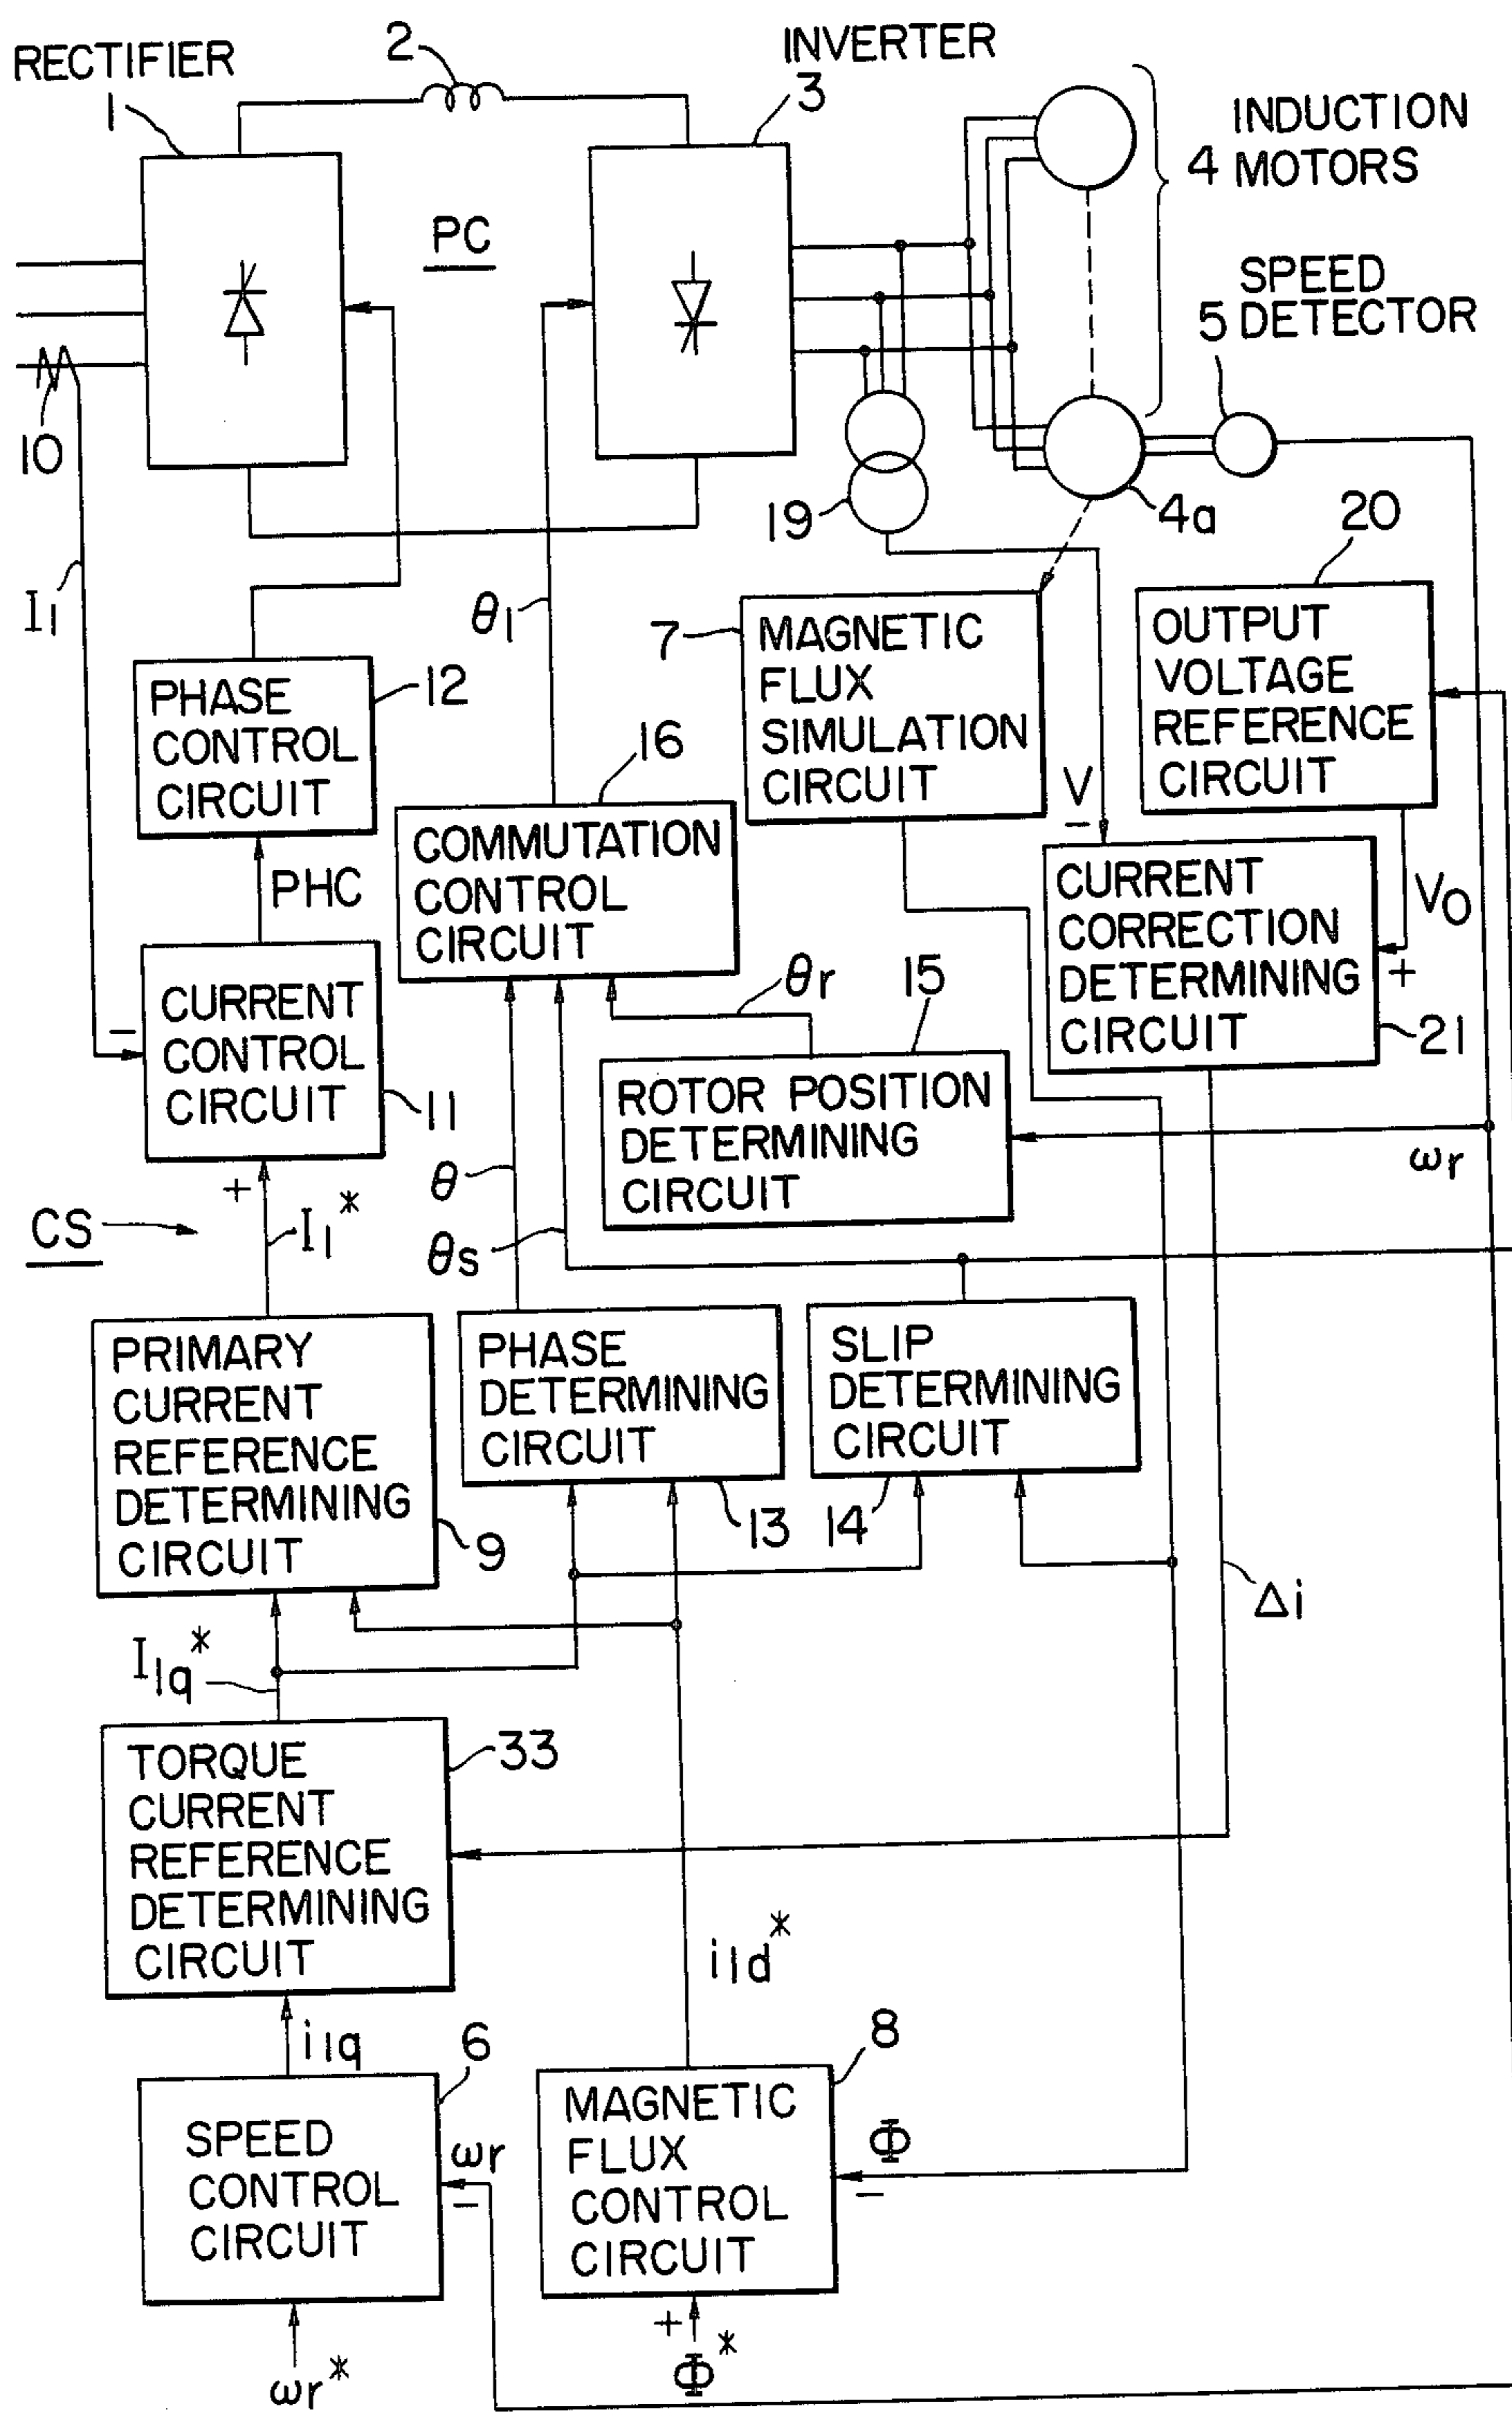 RECTIFIER
1
2
INVERTER
3
INDUCTION
4 MOTORS
PC
SPEED
5 DETECTOR
10
19
4a
20
I1
θ1
7
MAGNETIC
FLUX
SIMULATION
CIRCUIT
OUTPUT
VOLTAGE
REFERENCE
CIRCUIT
PHASE
CONTROL
CIRCUIT
12
16
V
−
COMMUTATION
CONTROL
CIRCUIT
PHC
CURRENT
CORRECTION
DETERMINING
CIRCUIT
V0
+
21
θr
15
−
CURRENT
CONTROL
CIRCUIT
11
ROTOR POSITION
DETERMINING
CIRCUIT
ωr
θ
+
I1*
CS
θs
PRIMARY
CURRENT
REFERENCE
DETERMINING
CIRCUIT
9
PHASE
DETERMINING
CIRCUIT
13
SLIP
DETERMINING
CIRCUIT
14
Δi
I1q*
TORQUE
CURRENT
REFERENCE
DETERMINING
CIRCUIT
33
i1d*
i1q
6
8
SPEED
CONTROL
CIRCUIT
ωr
−
MAGNETIC
FLUX
CONTROL
CIRCUIT
Φ
−
+
Φ*
ωr*